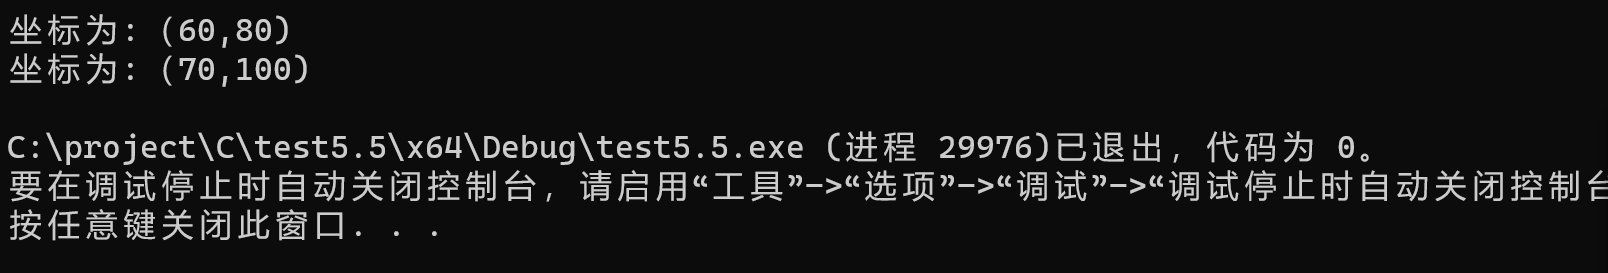 坐标为：(60,80)
坐标为：(70,100)
C:\project\C\test5.5\x64\Debug\test5.5.exe (进程 29976)已退出，代码为 0。
要在调试停止时自动关闭控制台，请启用“工具”->“选项”->“调试”->“调试停止时自动关闭控制台
按任意键关闭此窗口. . .